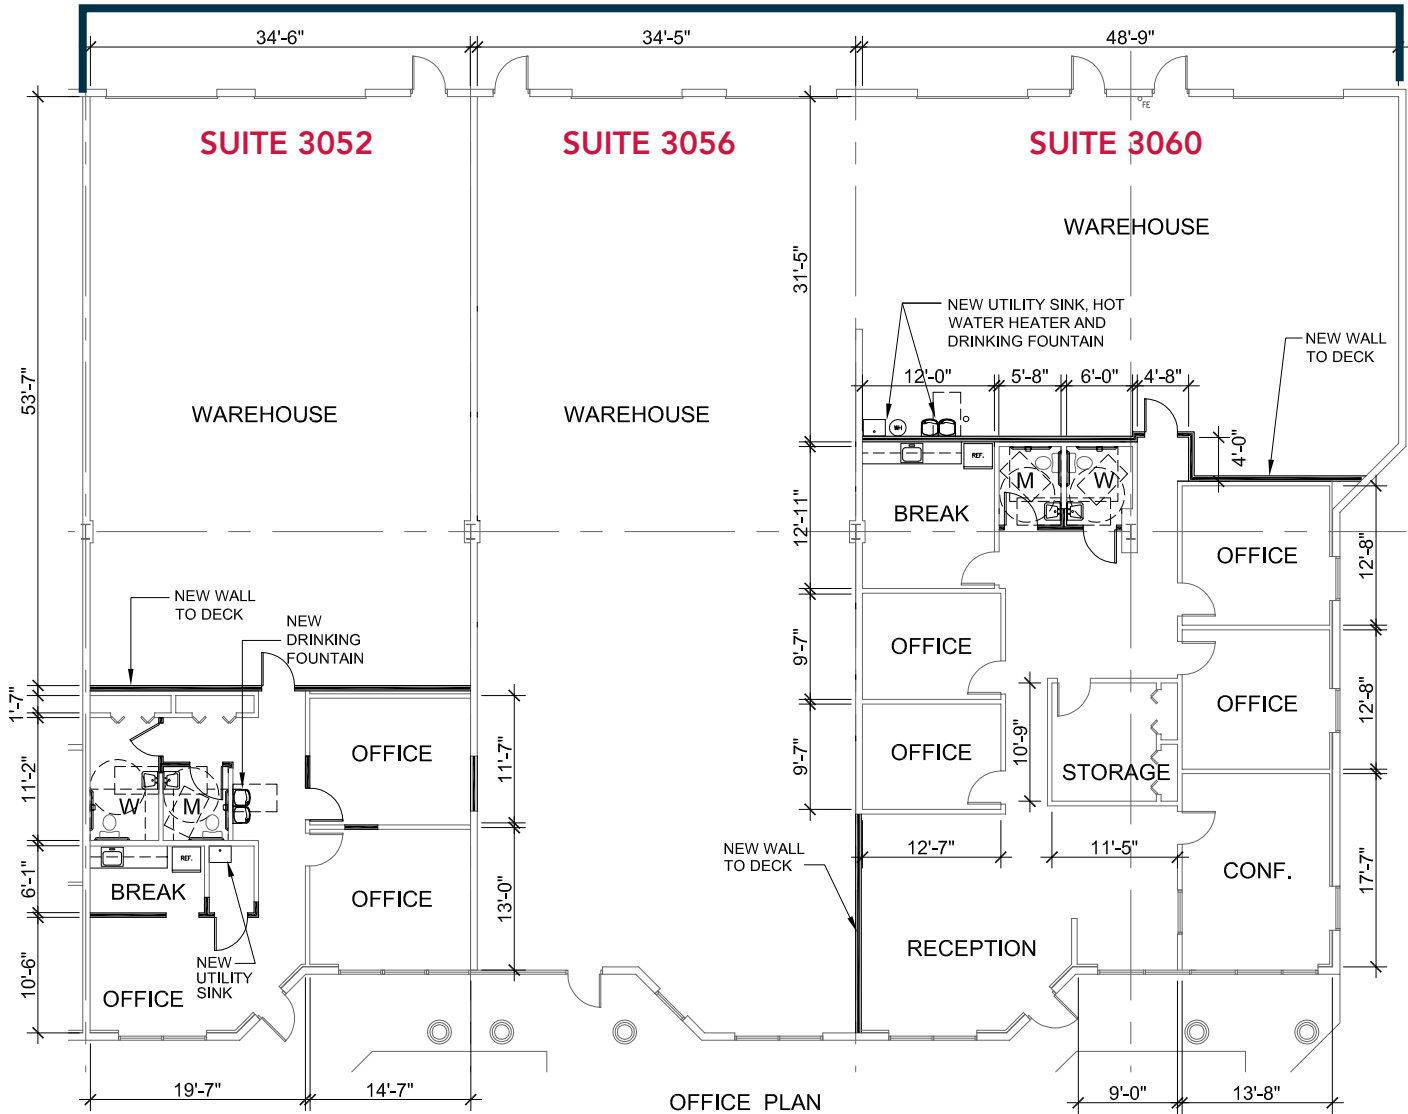 34'-6"
34'-5"
48'-9"
FE
SUITE 3052
SUITE 3056
SUITE 3060
WAREHOUSE
31'-5"
NEW UTILITY SINK, HOT
WATER HEATER AND
DRINKING FOUNTAIN
NEW WALL
TO DECK
53'-7"
12'-0"
5'-8"
6'-0"
4'-8"
WAREHOUSE
WAREHOUSE
WH
4'-0"
REF.
M
W
BREAK
12'-11"
OFFICE
12'-8"
NEW WALL
TO DECK
NEW
DRINKING
FOUNTAIN
OFFICE
9'-7"
1'-7"
OFFICE
12'-8"
OFFICE
11'-7"
OFFICE
9'-7"
10'-9"
STORAGE
11'-2"
W
M
NEW WALL
TO DECK
12'-7"
11'-5"
REF.
6'-1"
BREAK
OFFICE
13'-0"
CONF.
17'-7"
RECEPTION
NEW
UTILITY
SINK
10'-6"
OFFICE
19'-7"
14'-7"
9'-0"
13'-8"
OFFICE PLAN